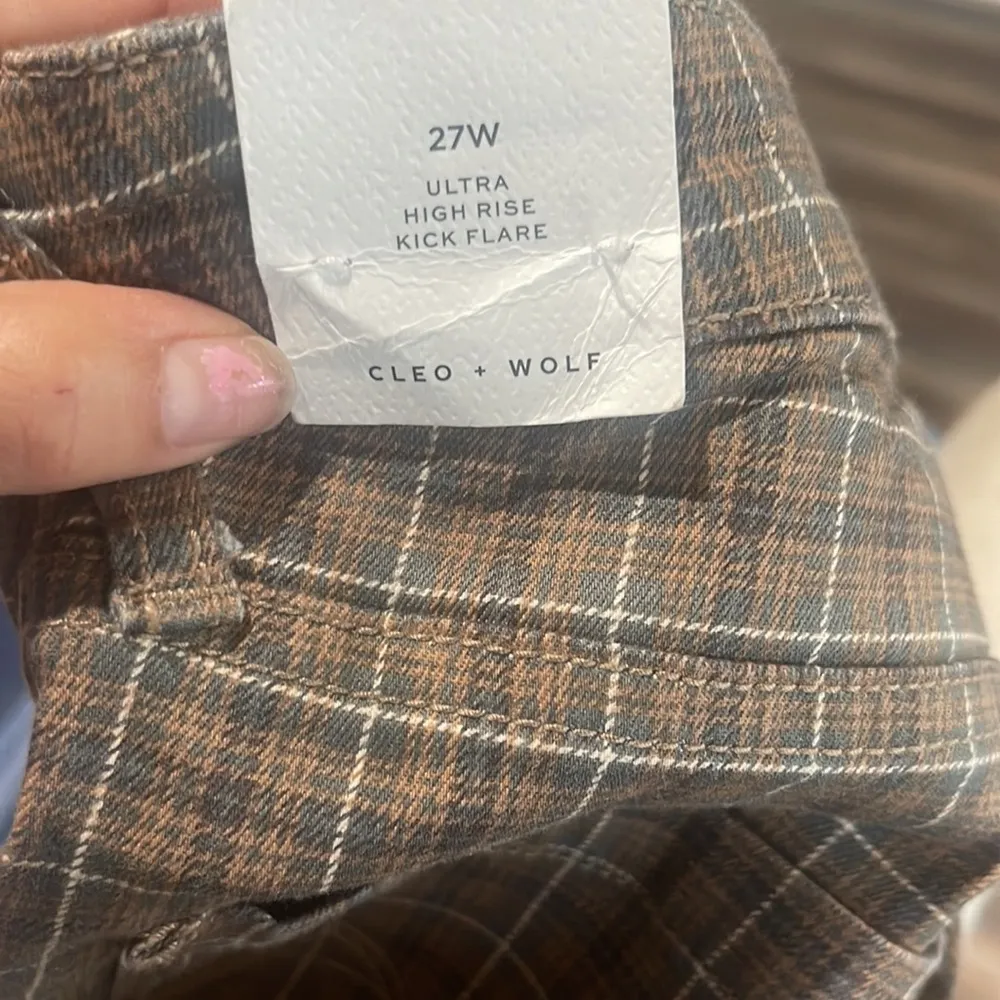 27W
ULTRA
HIGH RISE
KICK FLARE
CLEO + WOLF